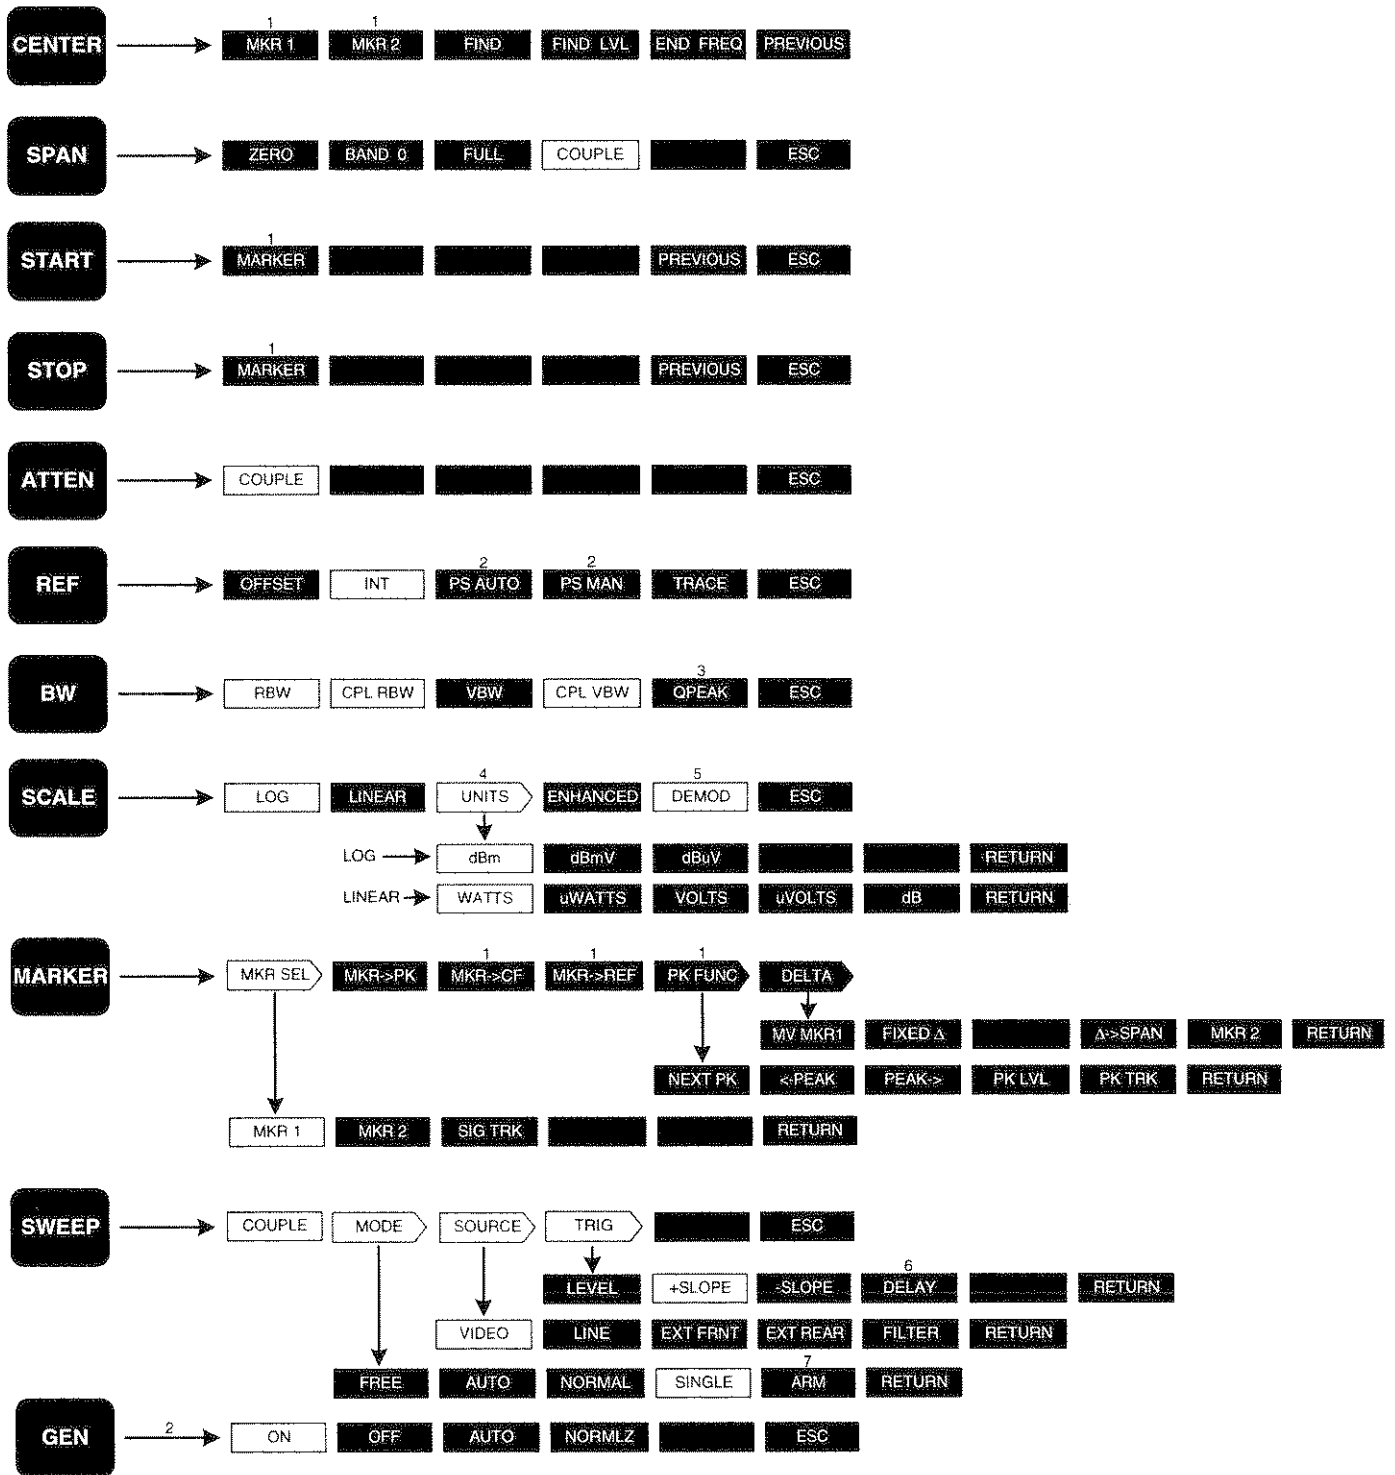 1 1
CENTER MKR 1 MKR 2 FIND FIND LVL END FREQ PREVIOUS
SPAN ZERO BAND 0 FULL COUPLE ESC
1
START MARKER PREVIOUS ESC
1
STOP MARKER PREVIOUS ESC
ATTEN COUPLE ESC
2 2
REF OFFSET INT PS AUTO PS MAN TRACE ESC
3
BW RBW CPL RBW VBW CPL VBW QPEAK ESC
4 5
SCALE LOG LINEAR UNITS ENHANCED DEMOD ESC
LOG dBm dBmV dBuV RETURN
LINEAR WATTS uWATTS VOLTS uVOLTS dB RETURN
1 1 1
MARKER MKR SEL MKR->PK MKR->CF MKR->REF PK FUNC DELTA
MV MKR1 FIXED Δ Δ->SPAN MKR 2 RETURN
NEXT PK <-PEAK PEAK-> PK LVL PK TRK RETURN
MKR 1 MKR 2 SIG TRK RETURN
SWEEP COUPLE MODE SOURCE TRIG ESC
6
LEVEL +SLOPE -SLOPE DELAY RETURN
VIDEO LINE EXT FRNT EXT REAR FILTER RETURN
7
FREE AUTO NORMAL SINGLE ARM RETURN
2
GEN ON OFF AUTO NORMLZ ESC